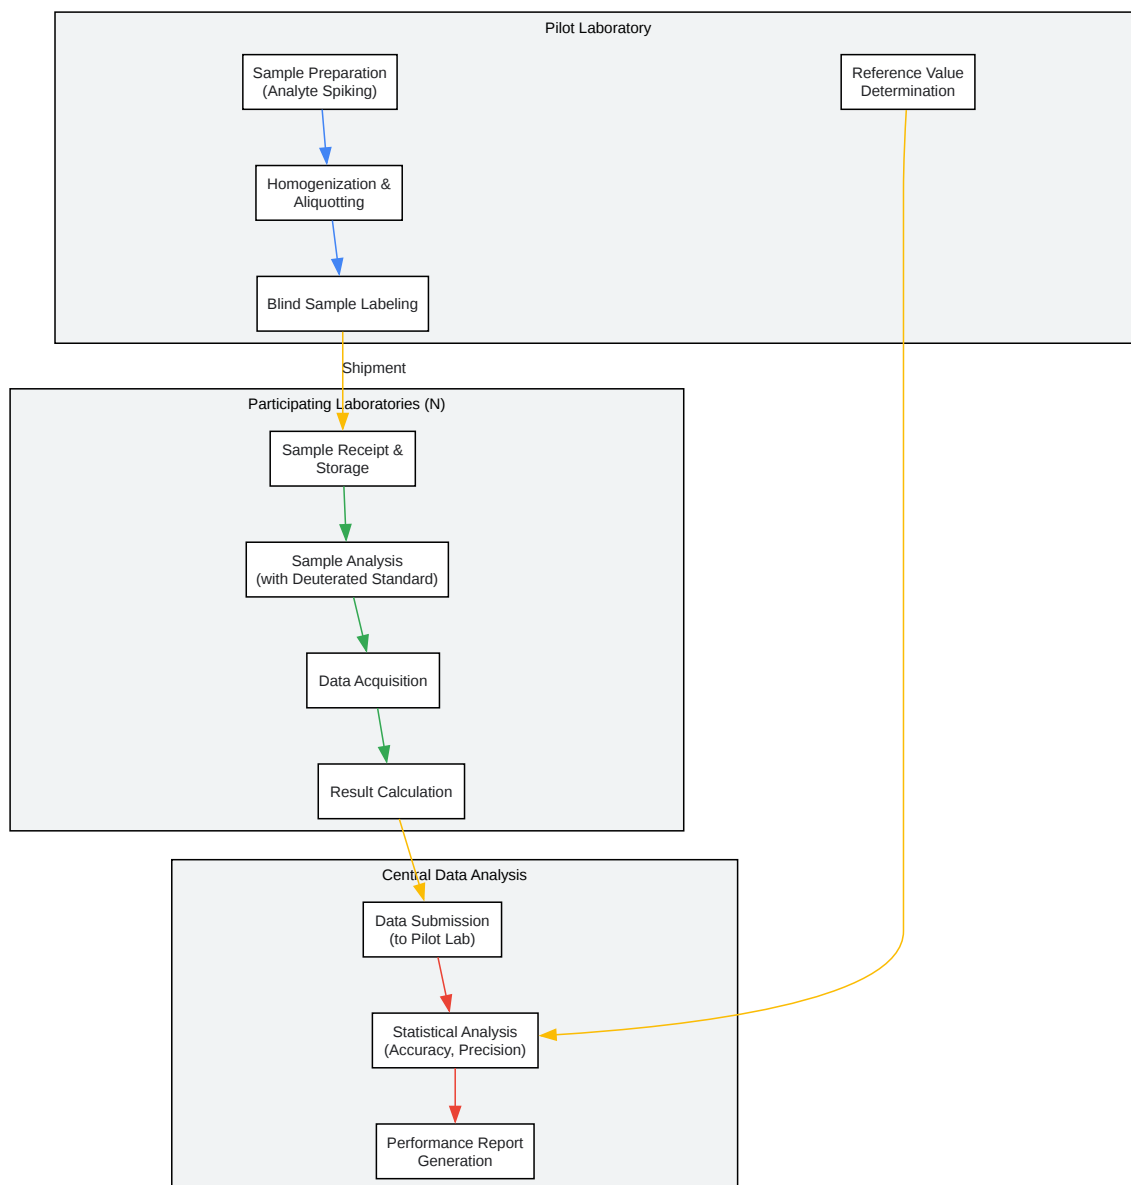 Pilot Laboratory
Sample Preparation
(Analyte Spiking)
Reference Value
Determination
Homogenization &
Aliquotting
Blind Sample Labeling
Shipment
Participating Laboratories (N)
Sample Receipt &
Storage
Sample Analysis
(with Deuterated Standard)
Data Acquisition
Result Calculation
Central Data Analysis
Data Submission
(to Pilot Lab)
Statistical Analysis
(Accuracy, Precision)
Performance Report
Generation